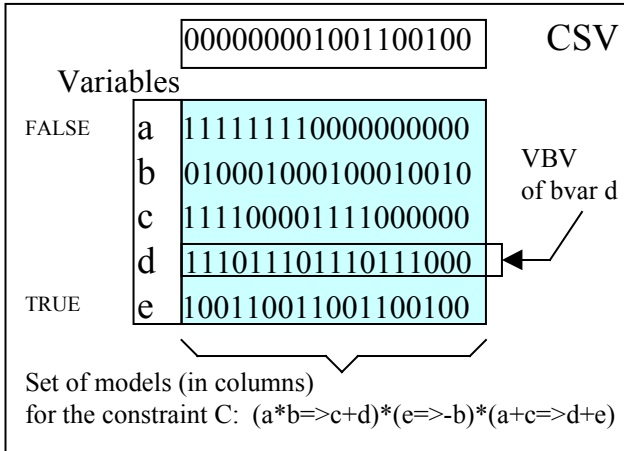 000000001001100100 CSV
Variables
FALSE a 111111110000000000
b 010001000100010010
VBV
of bvar d
c 111100001111000000
d 111011101110111000
TRUE e 100110011001100100
Set of models (in columns)
for the constraint C: (a*b=>c+d)*(e=>-b)*(a+c=>d+e)